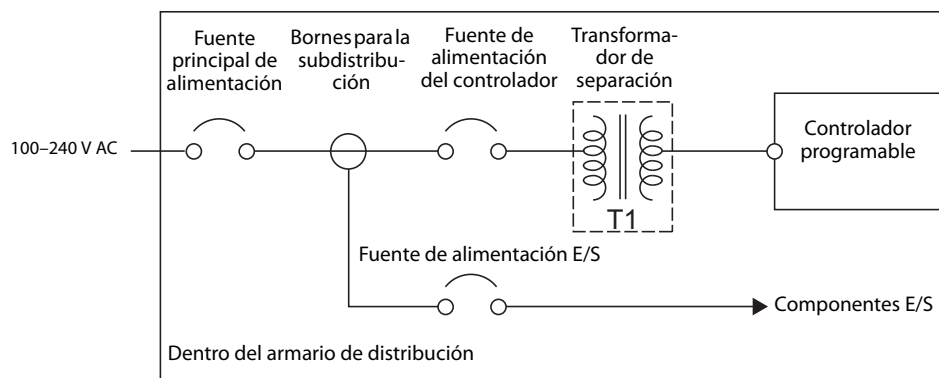 Fuente
principal de
alimentación
Bornes para la
subdistribu-
ción
Fuente de
alimentación
del controlador
Transforma-
dor de
separación
100–240 V AC
Controlador
programable
T1
Fuente de alimentación E/S
Componentes E/S
Dentro del armario de distribución